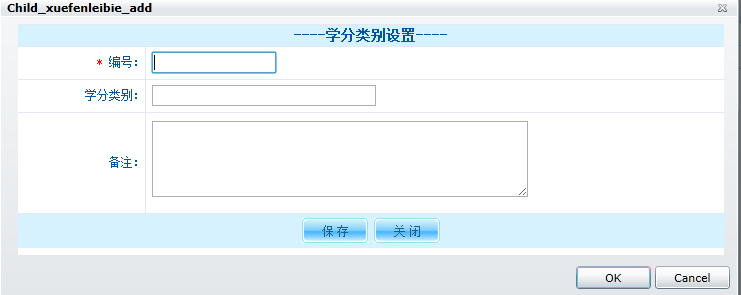 Child_xuefenleibie_add
----学分类别设置----
* 编号：
学分类别：
备注：
保 存 关 闭
OK Cancel